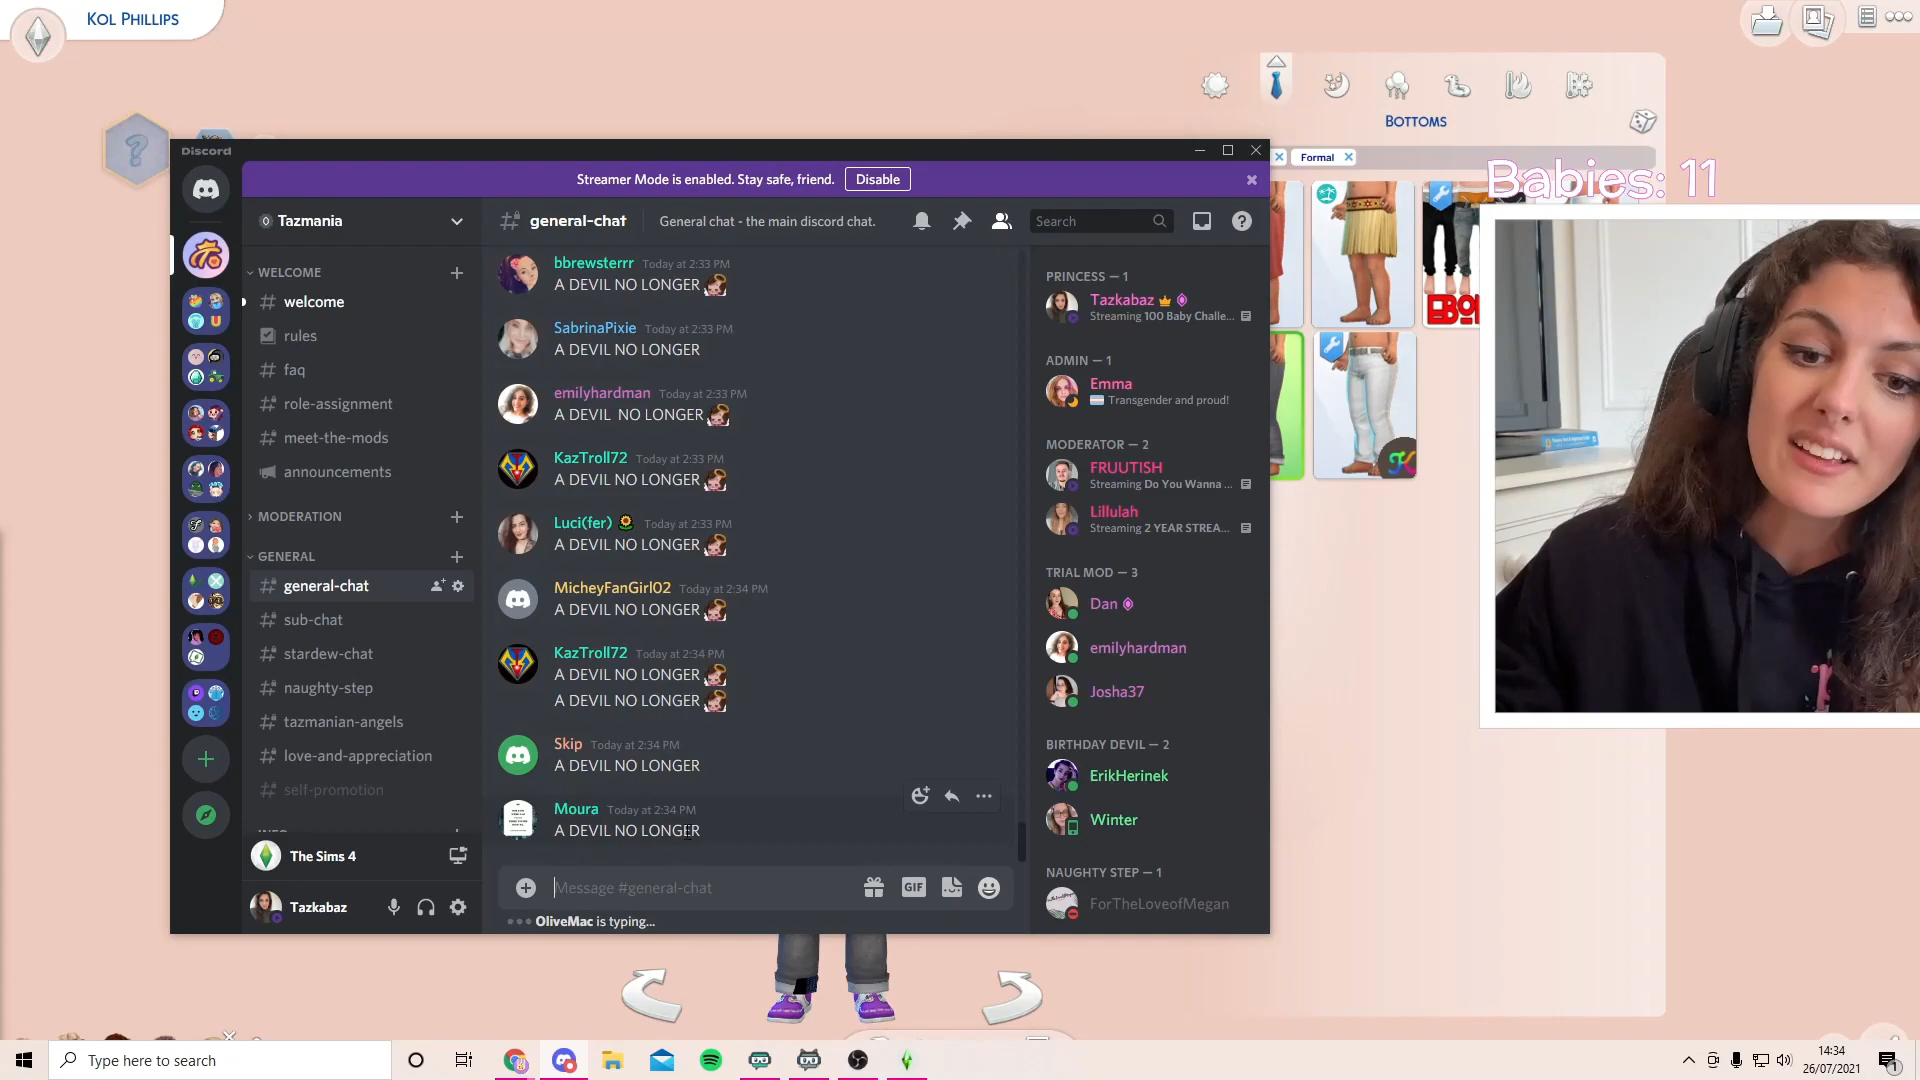 KOL PHILLIPS
BOTTOMS
Formal
Babies: 11
Discord
Streamer Mode is enabled. Stay safe, friend.
Disable
Tazmania
general-chat
General chat - the main discord chat.
Search
WELCOME
welcome
rules
faq
role-assignment
meet-the-mods
announcements
MODERATION
GENERAL
general-chat
sub-chat
stardew-chat
naughty-step
tazmanian-angels
love-and-appreciation
self-promotion
The Sims 4
Tazkabaz
bbrewsterrr Today at 2:33 PM
A DEVIL NO LONGER
SabrinaPixie Today at 2:33 PM
A DEVIL NO LONGER
emilyhardman Today at 2:33 PM
A DEVIL NO LONGER
KazTroll72 Today at 2:33 PM
A DEVIL NO LONGER
Luci(fer) Today at 2:33 PM
A DEVIL NO LONGER
MicheyFanGirl02 Today at 2:34 PM
A DEVIL NO LONGER
KazTroll72 Today at 2:34 PM
A DEVIL NO LONGER
A DEVIL NO LONGER
Skip Today at 2:34 PM
A DEVIL NO LONGER
Moura Today at 2:34 PM
A DEVIL NO LONGER
Message #general-chat
GIF
OliveMac is typing...
PRINCESS — 1
Tazkabaz
Streaming 100 Baby Challe...
ADMIN — 1
Emma
Transgender and proud!
MODERATOR — 2
FRUUTISH
Streaming Do You Wanna ...
Lillulah
Streaming 2 YEAR STREA...
TRIAL MOD — 3
Dan
emilyhardman
Josha37
BIRTHDAY DEVIL — 2
ErikHerinek
Winter
NAUGHTY STEP — 1
ForTheLoveofMegan
Type here to search
14:34
26/07/2021